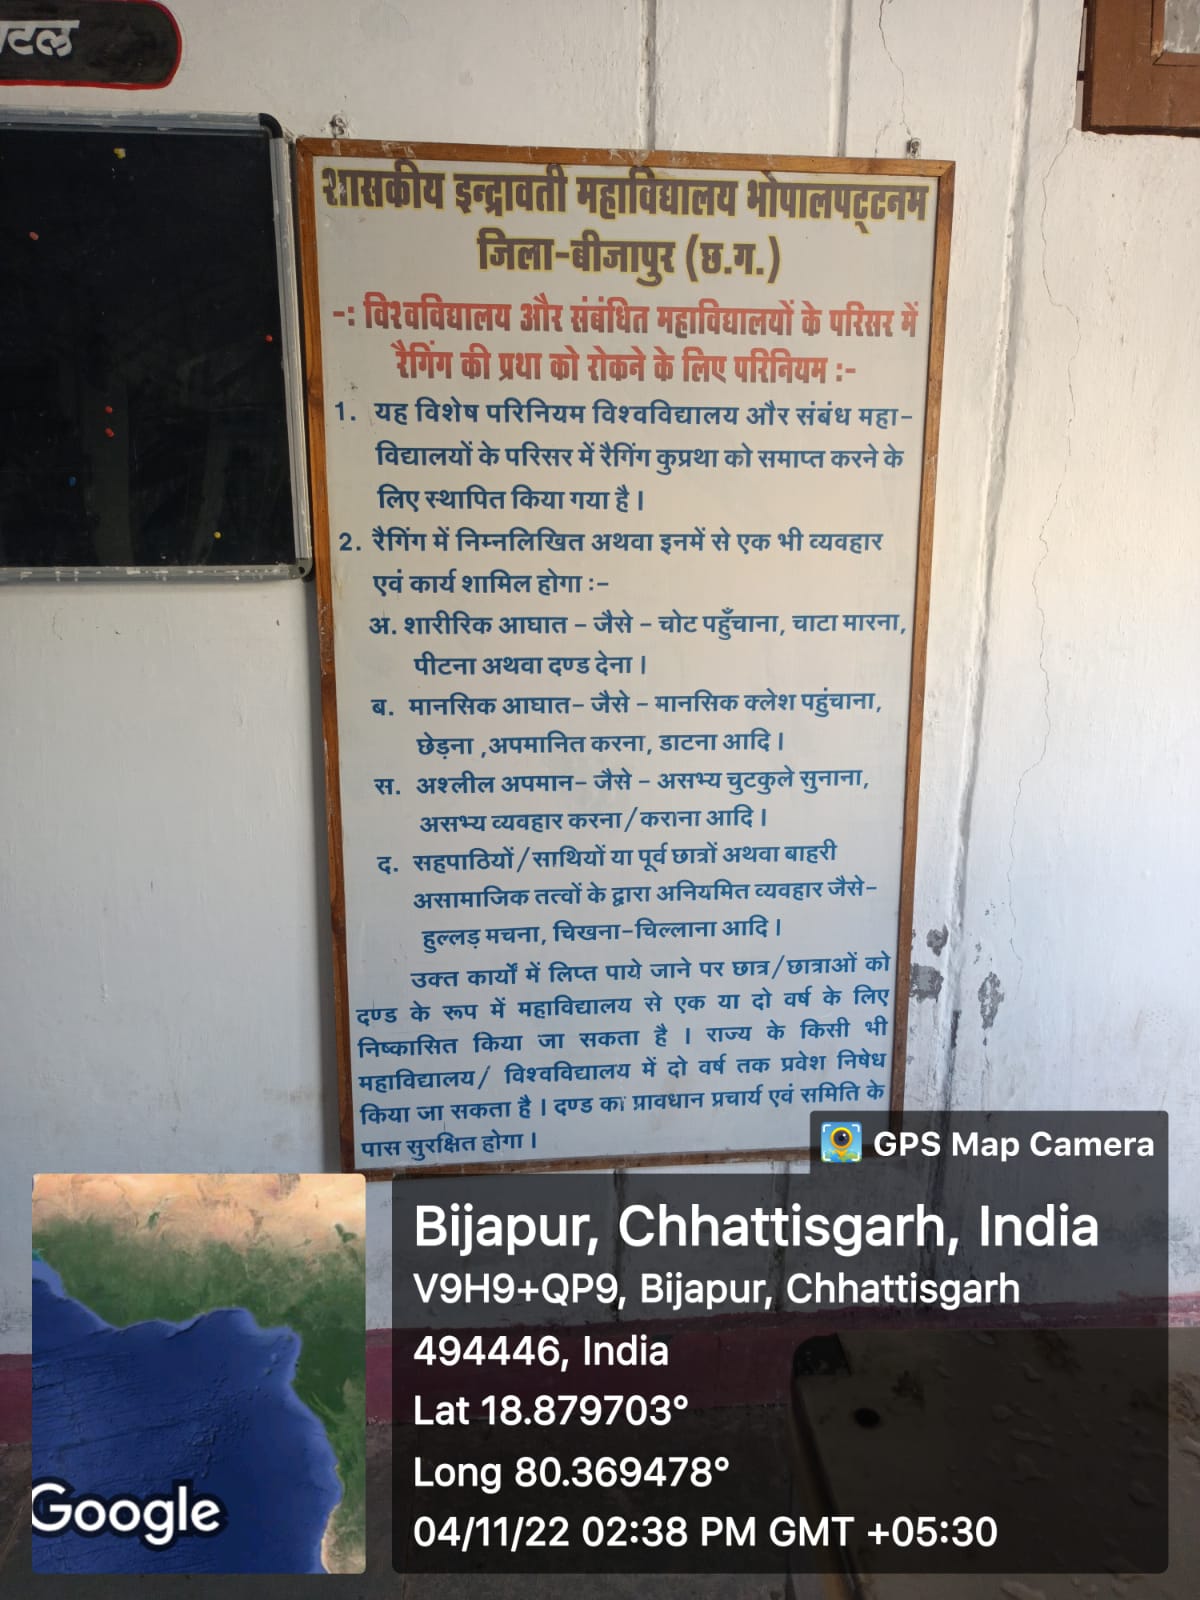 शासकीय इन्द्रावती महाविद्यालय भोपालपट्टनम
जिला-बीजापुर (छ.ग.)
-: विश्वविद्यालय और संबंधित महाविद्यालयों के परिसर में
रैगिंग की प्रथा को रोकने के लिए परिनियम :-
1. यह विशेष परिनियम विश्वविद्यालय और संबंध महा-
विद्यालयों के परिसर में रैगिंग कुप्रथा को समाप्त करने के
लिए स्थापित किया गया है ।
2. रैगिंग में निम्नलिखित अथवा इनमें से एक भी व्यवहार
एवं कार्य शामिल होगा :-
अ. शारीरिक आघात - जैसे - चोट पहुँचाना, चाटा मारना,
पीटना अथवा दण्ड देना ।
ब. मानसिक आघात- जैसे - मानसिक क्लेश पहुंचाना,
छेड़ना ,अपमानित करना, डाटना आदि ।
स. अश्लील अपमान- जैसे - असभ्य चुटकुले सुनाना,
असभ्य व्यवहार करना/कराना आदि ।
द. सहपाठियों/साथियों या पूर्व छात्रों अथवा बाहरी
असामाजिक तत्वों के द्वारा अनियमित व्यवहार जैसे-
हुल्लड़ मचना, चिखना-चिल्लाना आदि ।
उक्त कार्यों में लिप्त पाये जाने पर छात्र/छात्राओं को
दण्ड के रूप में महाविद्यालय से एक या दो वर्ष के लिए
निष्कासित किया जा सकता है । राज्य के किसी भी
महाविद्यालय/ विश्वविद्यालय में दो वर्ष तक प्रवेश निषेध
किया जा सकता है । दण्ड का प्रावधान प्रचार्य एवं समिति के
पास सुरक्षित होगा ।
GPS Map Camera
Bijapur, Chhattisgarh, India
V9H9+QP9, Bijapur, Chhattisgarh
494446, India
Lat 18.879703°
Long 80.369478°
04/11/22 02:38 PM GMT +05:30
Google